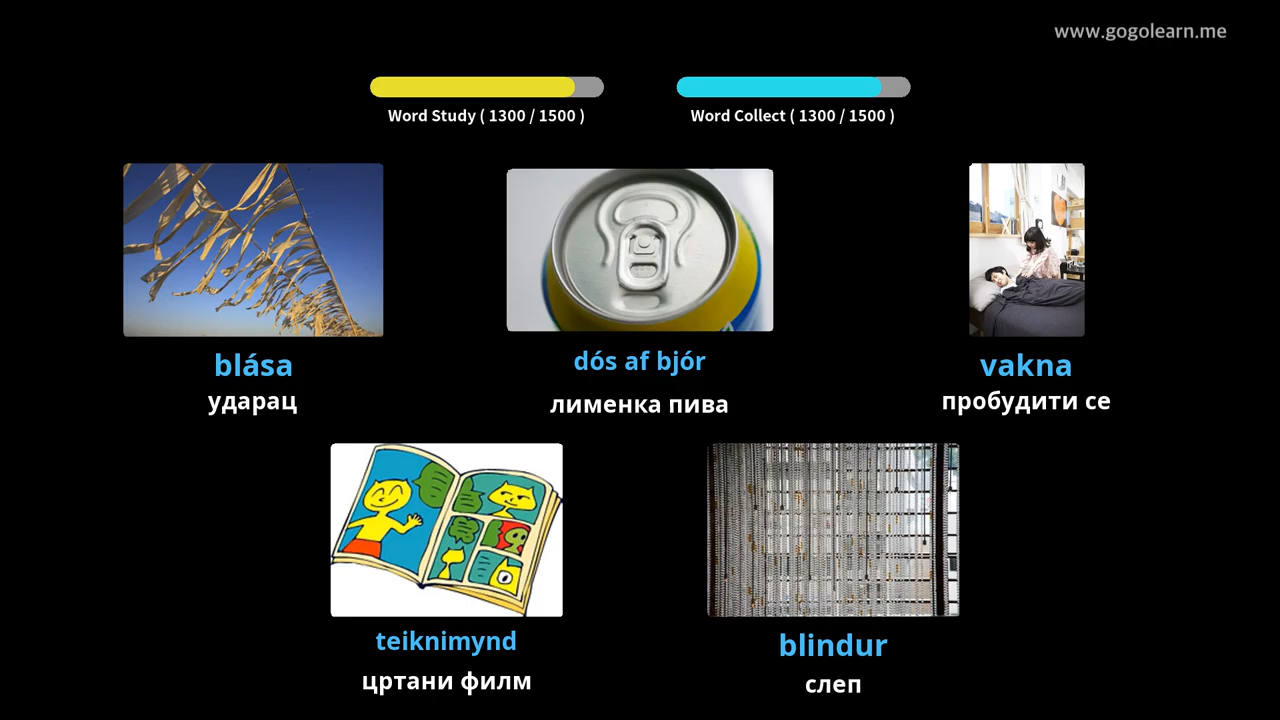 www.gogolearn.me
Word Study ( 1300 / 1500 )
Word Collect ( 1300 / 1500 )
blása
ударац
dós af bjór
лименка пива
vakna
пробудити се
teiknimynd
цртани филм
blindur
слеп